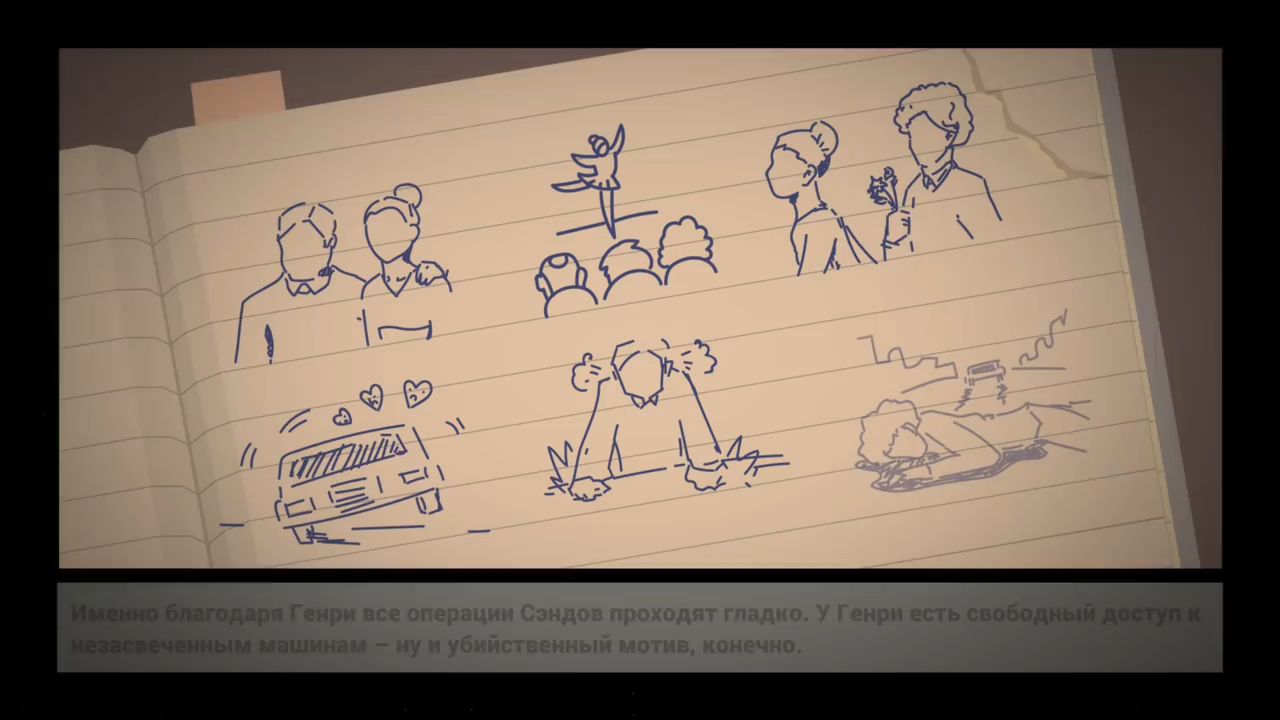 Именно благодаря Генри все операции Сэндов проходят гладко. У Генри есть свободный доступ к
незасвеченным машинам – ну и убийственный мотив, конечно.